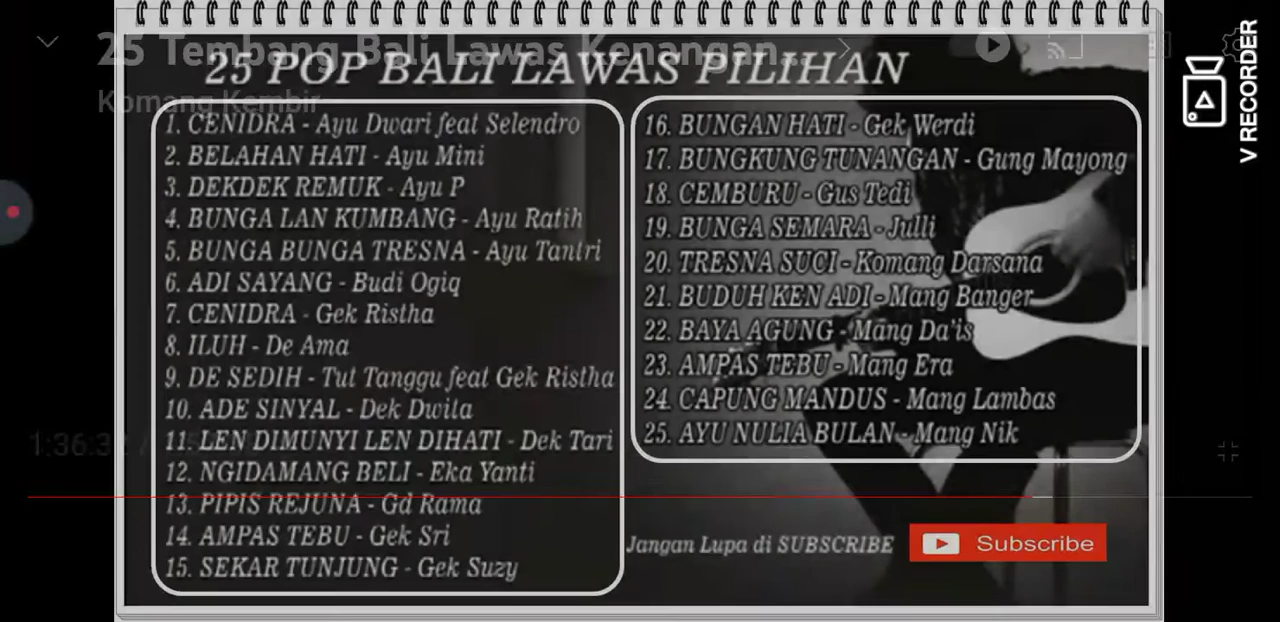 25 Tembang Bali Lawas Kenangan...
Komang Kembir
25 POP BALI LAWAS PILIHAN
1. CENIDRA - Ayu Dwari feat Selendro
2. BELAHAN HATI - Ayu Mini
3. DEKDEK REMUK - Ayu P
4. BUNGA LAN KUMBANG - Ayu Ratih
5. BUNGA BUNGA TRESNA - Ayu Tantri
6. ADI SAYANG - Budi Ogiq
7. CENIDRA - Gek Ristha
8. ILUH - De Ama
9. DE SEDIH - Tut Tanggu feat Gek Ristha
10. ADE SINYAL - Dek Dwita
11. LEN DIMUNYI LEN DIHATI - Dek Tari
12. NGIDAMANG BELI - Eka Yanti
13. PIPIS REJUNA - Gd Rama
14. AMPAS TEBU - Gek Sri
15. SEKAR TUNJUNG - Gek Suzy
16. BUNGAN HATI - Gek Werdi
17. BUNGKUNG TUNANGAN - Gung Mayong
18. CEMBURU - Gus Tedi
19. BUNGA SEMARA - Julli
20. TRESNA SUCI - Komang Darsana
21. BUDUH KEN ADI - Mang Banger
22. BAYA AGUNG - Mang Da'is
23. AMPAS TEBU - Mang Era
24. CAPUNG MANDUS - Mang Lambas
25. AYU NULIA BULAN - Mang Nik
Jangan Lupa di SUBSCRIBE
Subscribe
V RECORDER